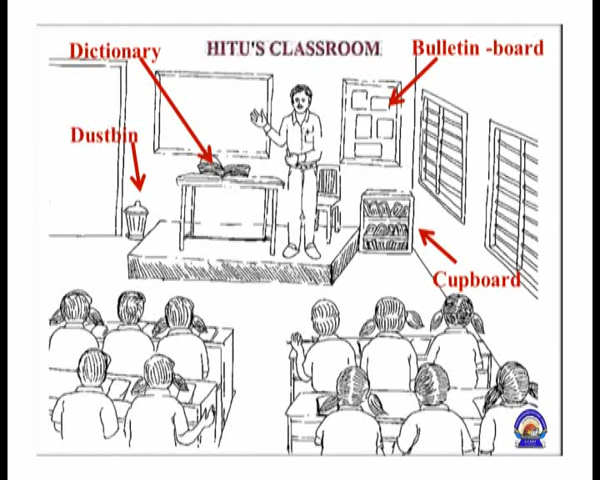 Dictionary
HITU'S CLASSROOM
Bulletin -board
Dustbin
Cupboard